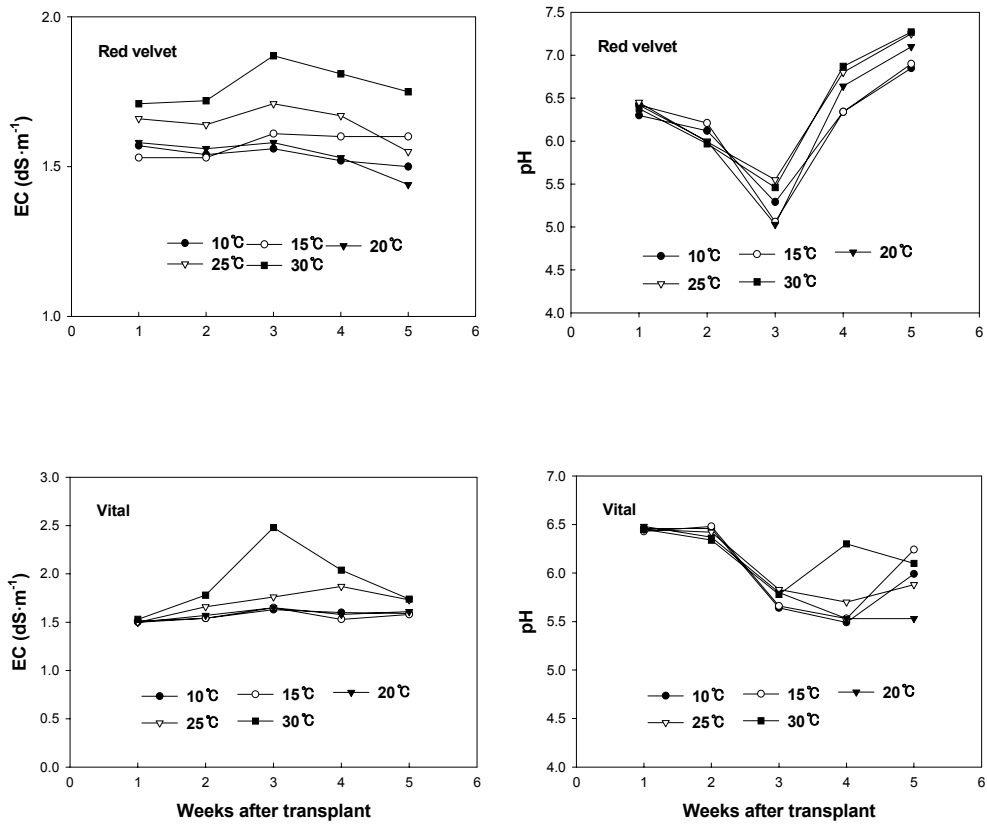 2.0
Red velvet
1.5
EC (dS·m⁻¹)
10℃ 15℃ 20℃
25℃ 30℃
1.0
0 1 2 3 4 5 6
7.5
Red velvet
7.0
6.5
6.0
pH
5.5
5.0
10℃ 15℃ 20℃
4.5
25℃ 30℃
4.0
0 1 2 3 4 5 6
3.0
Vital
2.5
2.0
EC (dS·m⁻¹)
1.5
1.0
10℃ 15℃ 20℃
0.5
25℃ 30℃
0.0
0 1 2 3 4 5 6
Weeks after transplant
7.0
Vital
6.5
6.0
pH
5.5
5.0
10℃ 15℃ 20℃
4.5
25℃ 30℃
4.0
0 1 2 3 4 5 6
Weeks after transplant